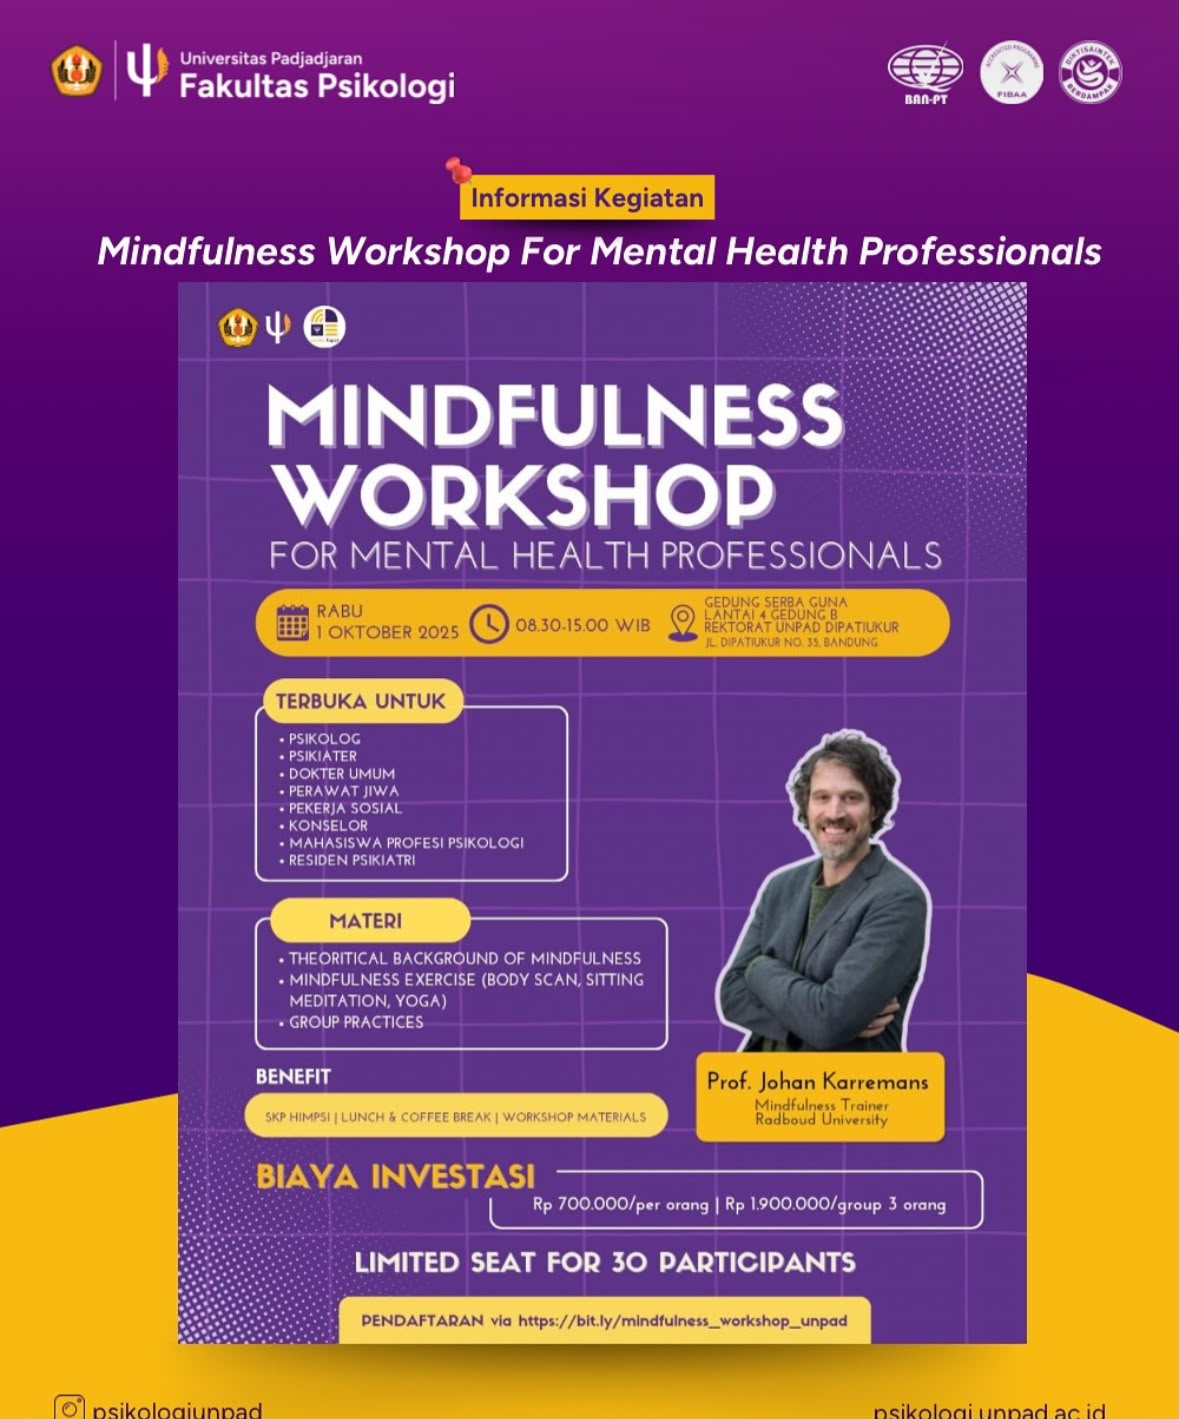 Universitas Padjadjaran
Fakultas Psikologi
BAN-PT
ACCREDITED PROGRAMME
FIBAA
DIKTISAINTEK
BERDAMPAK
Informasi Kegiatan
Mindfulness Workshop For Mental Health Professionals
MINDFULNESS
WORKSHOP
FOR MENTAL HEALTH PROFESSIONALS
RABU
1 OKTOBER 2025
08.30-15.00 WIB
GEDUNG SERBA GUNA
LANTAI 4 GEDUNG B
REKTORAT UNPAD DIPATIUKUR
JL. DIPATIUKUR NO. 35, BANDUNG
TERBUKA UNTUK
• PSIKOLOG
• PSIKIATER
• DOKTER UMUM
• PERAWAT JIWA
• PEKERJA SOSIAL
• KONSELOR
• MAHASISWA PROFESI PSIKOLOGI
• RESIDEN PSIKIATRI
MATERI
• THEORITICAL BACKGROUND OF MINDFULNESS
• MINDFULNESS EXERCISE (BODY SCAN, SITTING
MEDITATION, YOGA)
• GROUP PRACTICES
BENEFIT
SKP HIMPSI | LUNCH & COFFEE BREAK | WORKSHOP MATERIALS
Prof. Johan Karremans
Mindfulness Trainer
Radboud University
BIAYA INVESTASI
Rp 700.000/per orang | Rp 1.900.000/group 3 orang
LIMITED SEAT FOR 30 PARTICIPANTS
PENDAFTARAN via https://bit.ly/mindfulness_workshop_unpad
psikologiunpad
psikologi.unpad.ac.id